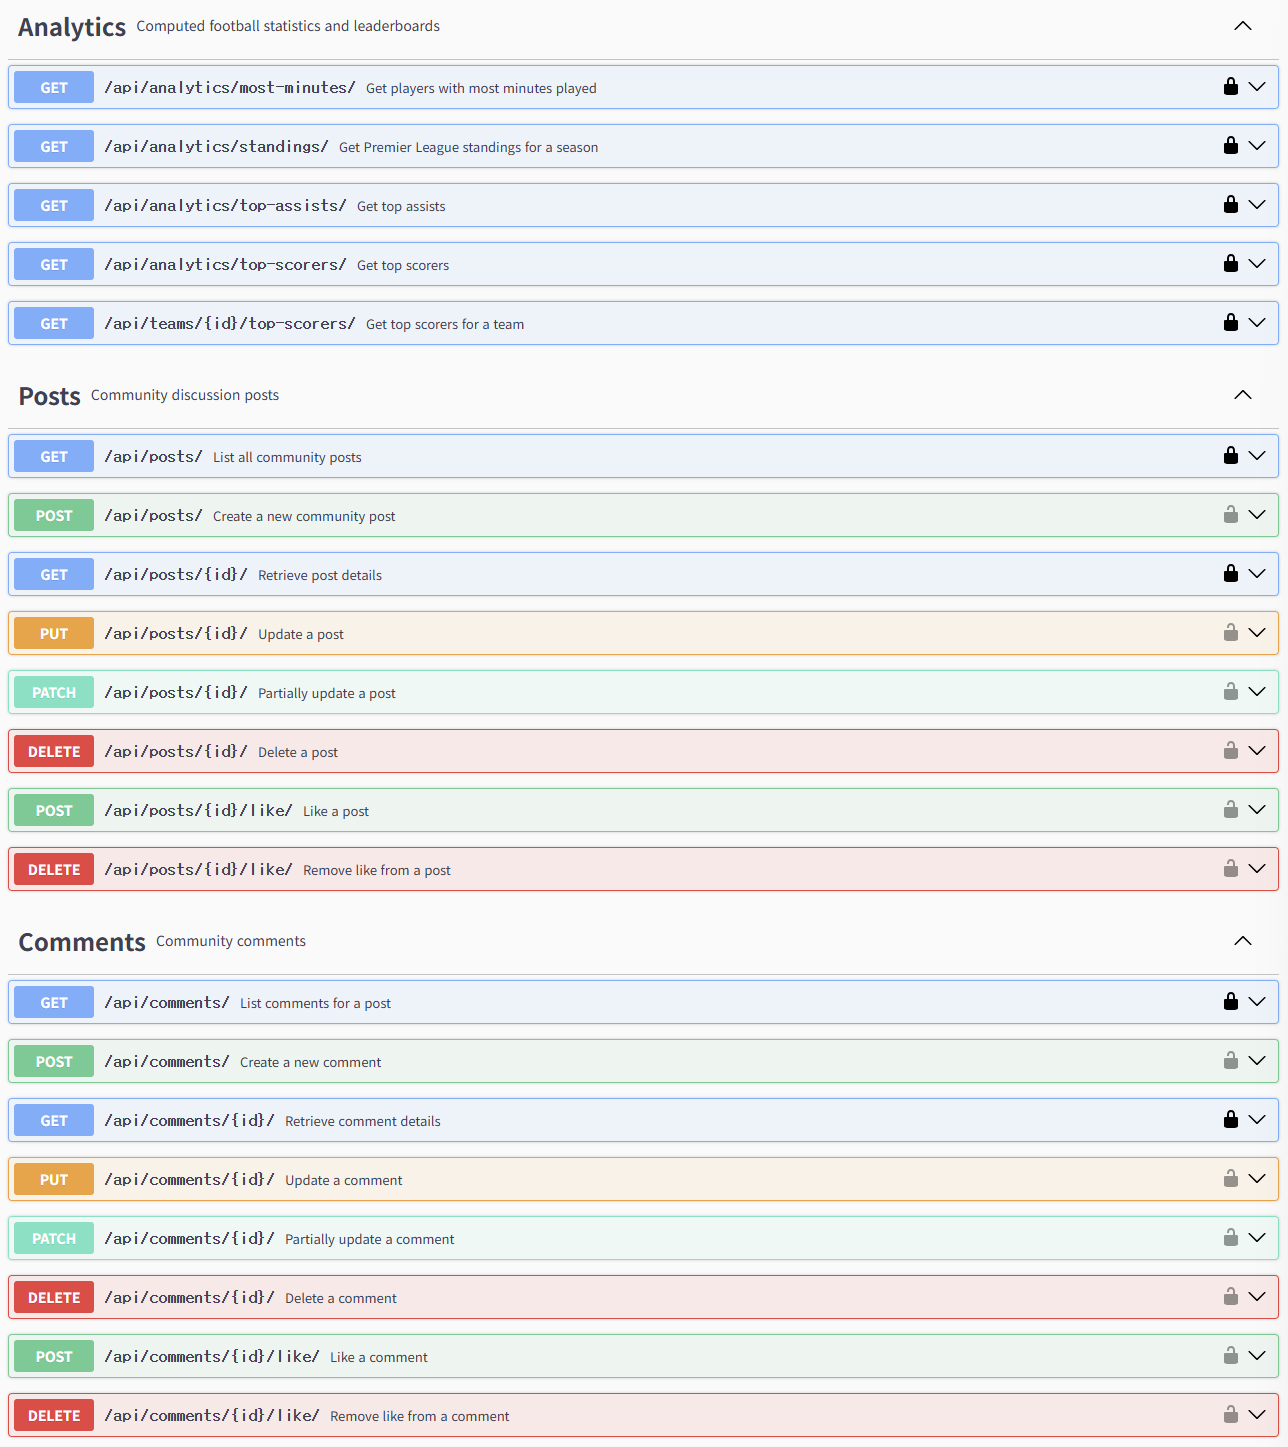 Analytics Computed football statistics and leaderboards
GET /api/analytics/most-minutes/ Get players with most minutes played
GET /api/analytics/standings/ Get Premier League standings for a season
GET /api/analytics/top-assists/ Get top assists
GET /api/analytics/top-scorers/ Get top scorers
GET /api/teams/{id}/top-scorers/ Get top scorers for a team
Posts Community discussion posts
GET /api/posts/ List all community posts
POST /api/posts/ Create a new community post
GET /api/posts/{id}/ Retrieve post details
PUT /api/posts/{id}/ Update a post
PATCH /api/posts/{id}/ Partially update a post
DELETE /api/posts/{id}/ Delete a post
POST /api/posts/{id}/like/ Like a post
DELETE /api/posts/{id}/like/ Remove like from a post
Comments Community comments
GET /api/comments/ List comments for a post
POST /api/comments/ Create a new comment
GET /api/comments/{id}/ Retrieve comment details
PUT /api/comments/{id}/ Update a comment
PATCH /api/comments/{id}/ Partially update a comment
DELETE /api/comments/{id}/ Delete a comment
POST /api/comments/{id}/like/ Like a comment
DELETE /api/comments/{id}/like/ Remove like from a comment